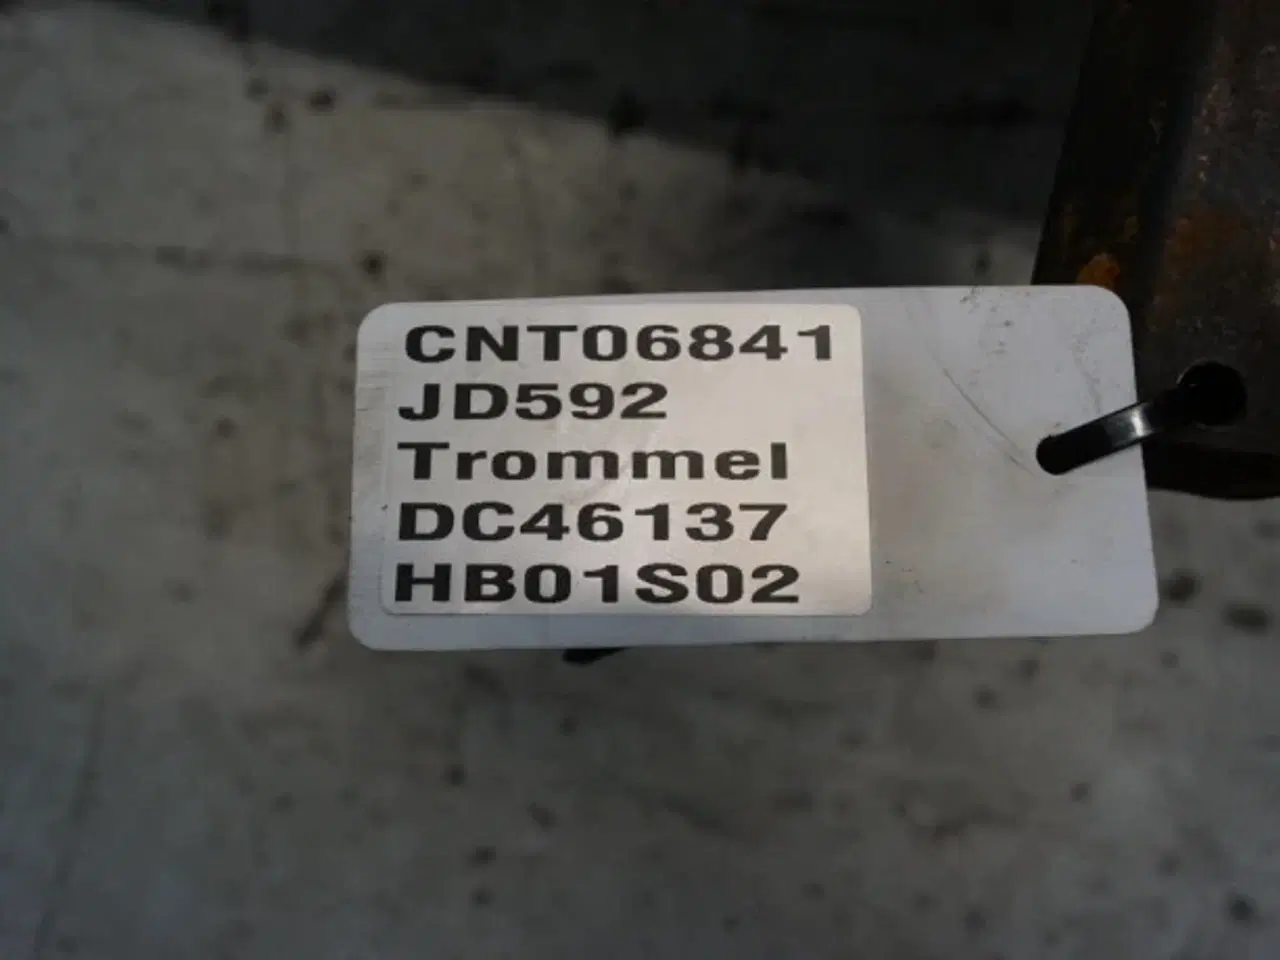 CNT06841
JD592
Trommel
DC46137
HB01S02